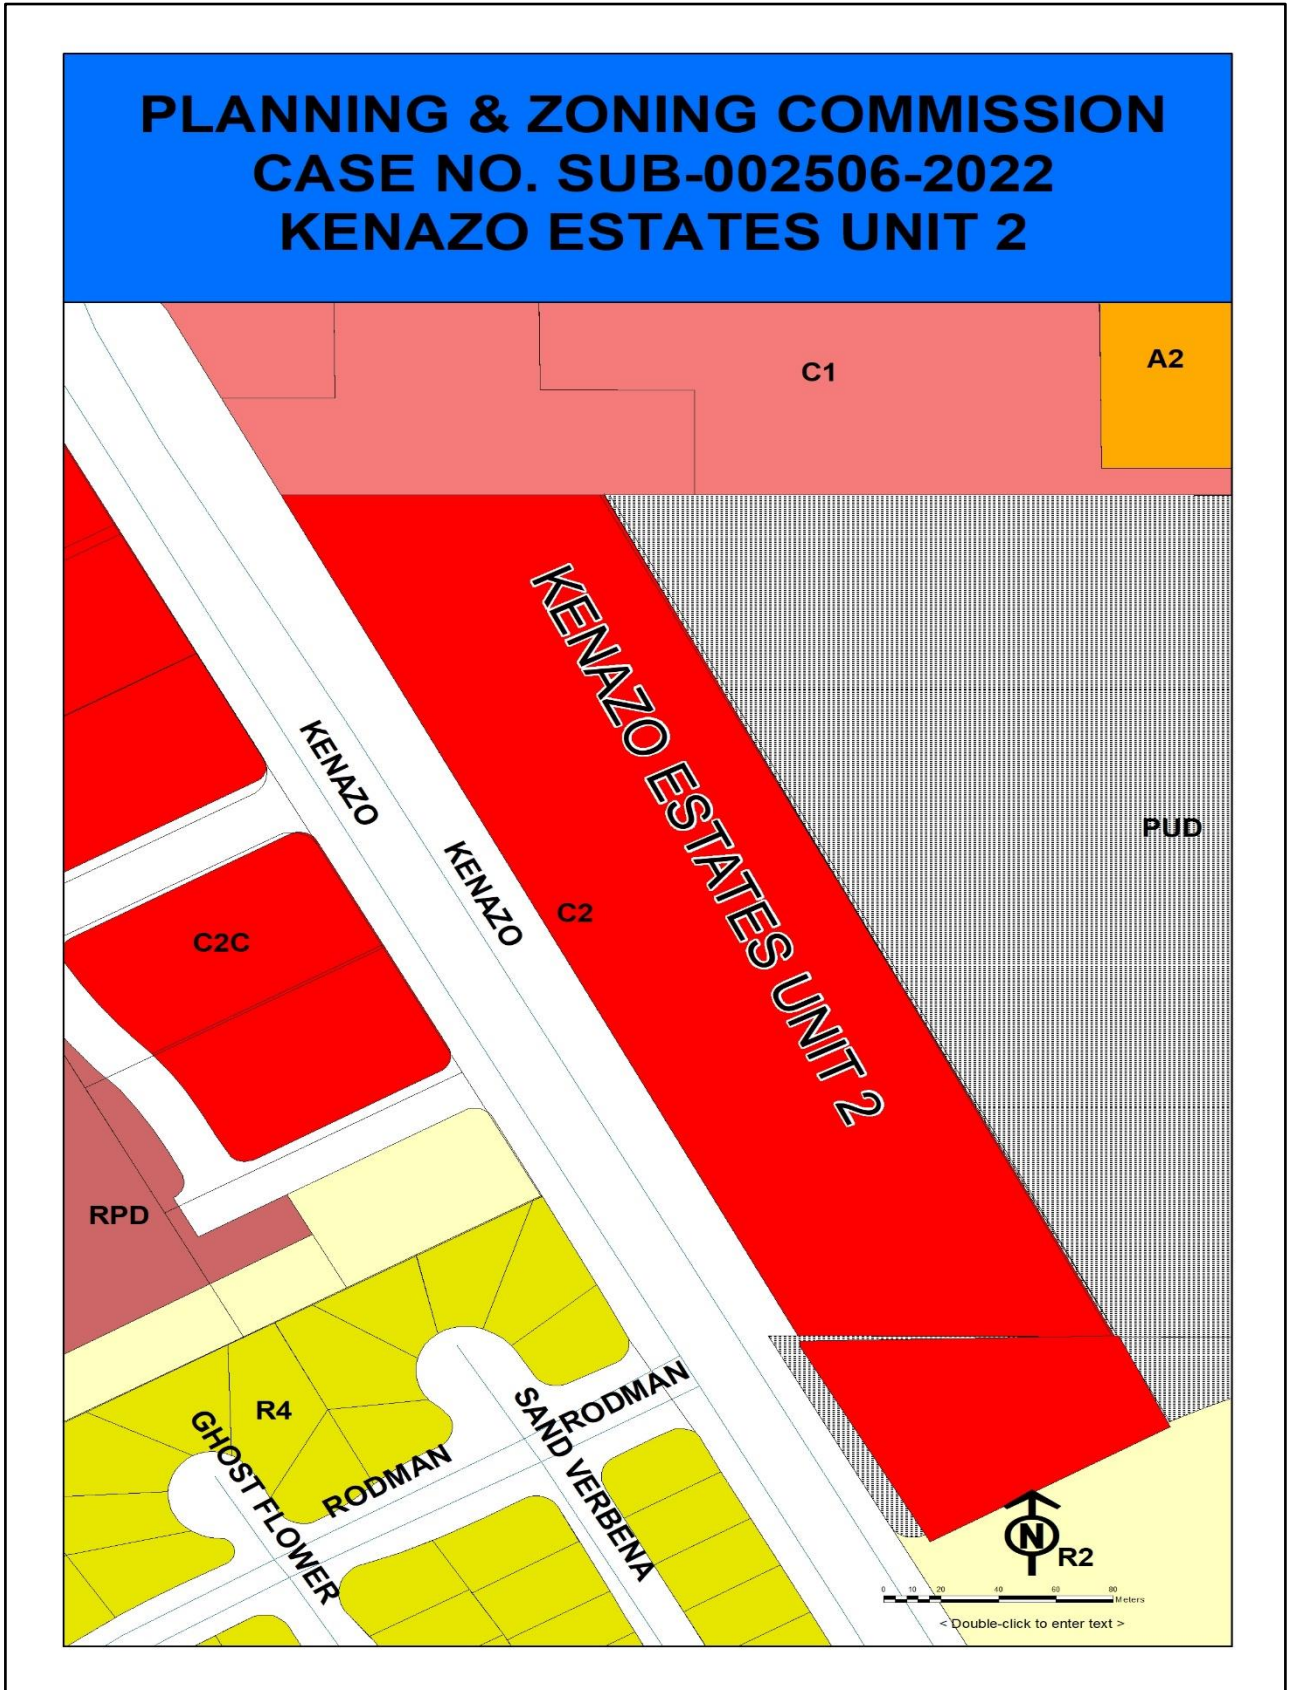 PLANNING & ZONING COMMISSION
CASE NO. SUB-002506-2022
KENAZO ESTATES UNIT 2
C1
A2
KENAZO ESTATES UNIT 2
KENAZO
PUD
KENAZO
C2
C2C
RPD
R4
RODMAN
SAND VERBENA
GHOST FLOWER
RODMAN
N
R2
0 10 20 40 60 80
Meters
< Double-click to enter text >